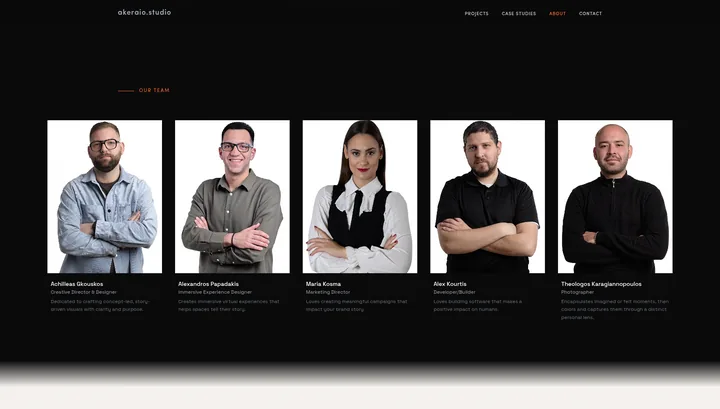 akeraio.studio
PROJECTS CASE STUDIES ABOUT CONTACT
OUR TEAM
Achilleas Gkouskos
Creative Director & Designer
Dedicated to crafting concept-led, story-
driven visuals with clarity and purpose.
Alexandros Papadakis
Immersive Experience Designer
Creates immersive virtual experiences that
helps spaces tell their story.
Maria Kosma
Marketing Director
Loves creating meaningful campaigns that
impact your brand story.
Alex Kourtis
Developer/Builder
Loves building software that makes a
positive impact on humans.
Theologos Karagiannopoulos
Photographer
Encapsulates imagined or felt moments, than
pixels and captures them through a distinct
personal lens.